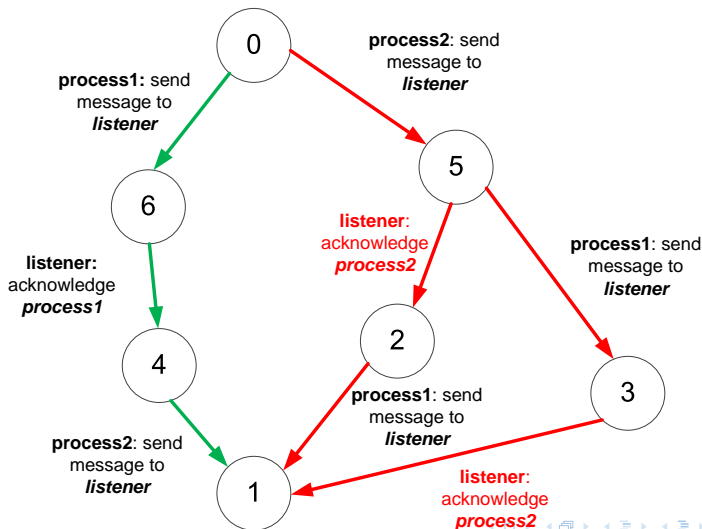 0
process2: send
message to
listener
process1: send
message to
listener
5
6
listener:
acknowledge
process2
process1: send
message to
listener
listener:
acknowledge
process1
2
4
3
process1: send
message to
listener
process2: send
message to
listener
1
listener:
acknowledge
process2